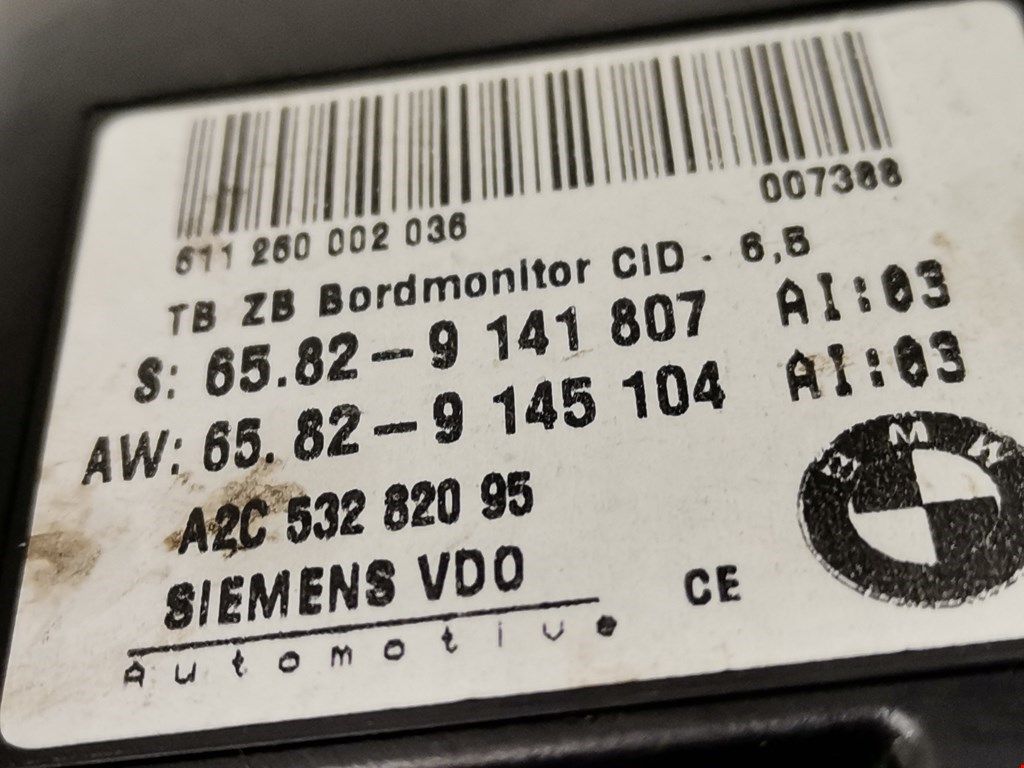 611 260 002 036
007388
TB ZB Bordmonitor CID - 6,5
S: 65.82-9 141 807 AI:03
AW: 65.82-9 145 104 AI:03
A2C 532 820 95
SIEMENS VDO
Automotive
CE
BMW